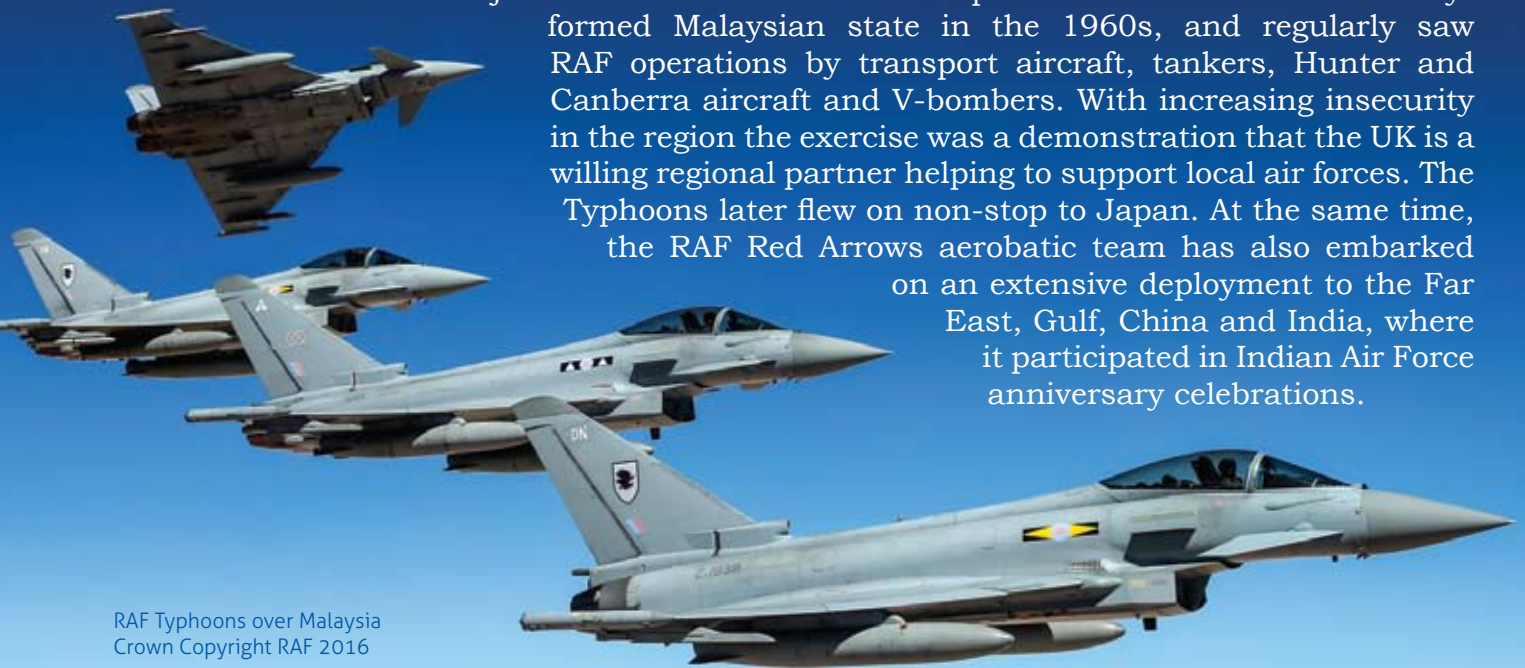 formed Malaysian state in the 1960s, and regularly saw
RAF operations by transport aircraft, tankers, Hunter and
Canberra aircraft and V-bombers. With increasing insecurity
in the region the exercise was a demonstration that the UK is a
willing regional partner helping to support local air forces. The
Typhoons later flew on non-stop to Japan. At the same time,
the RAF Red Arrows aerobatic team has also embarked
on an extensive deployment to the Far
East, Gulf, China and India, where
it participated in Indian Air Force
anniversary celebrations.
DN
RAF Typhoons over Malaysia
Crown Copyright RAF 2016